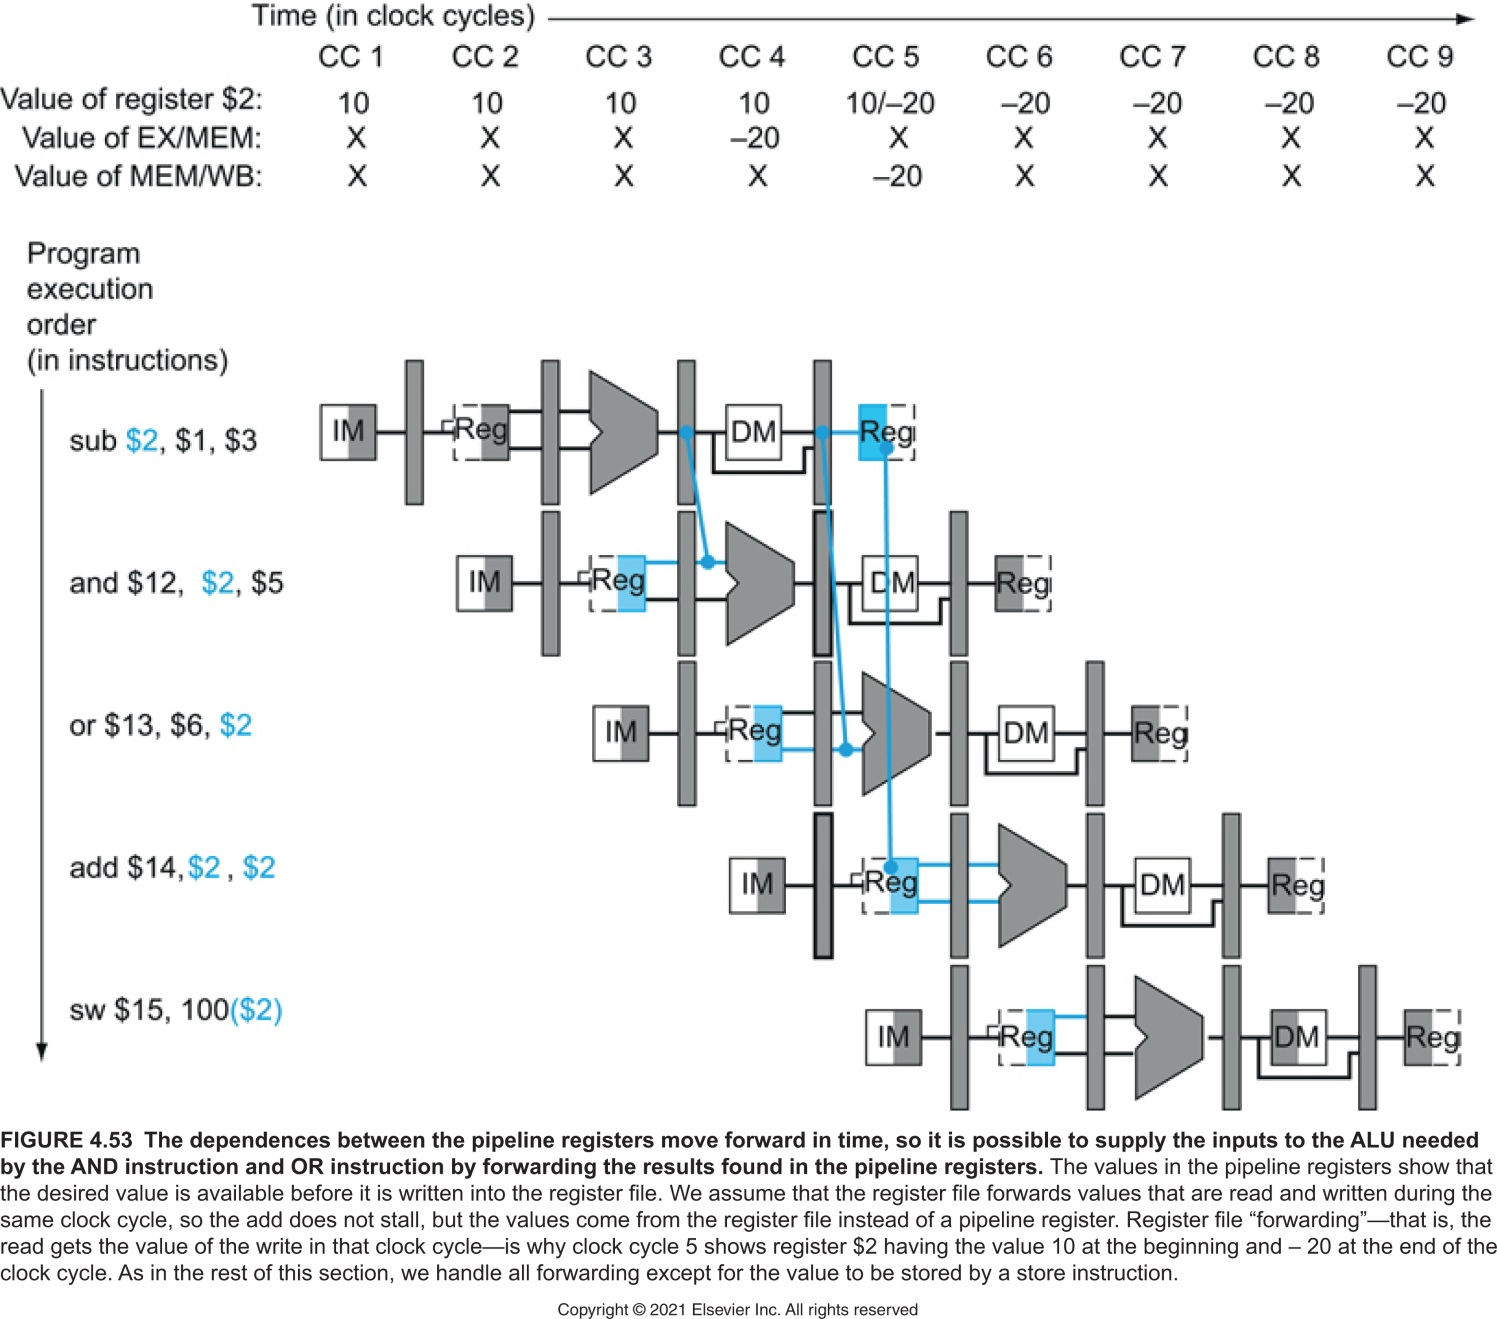 Time (in clock cycles)
CC 1 CC 2 CC 3 CC 4 CC 5 CC 6 CC 7 CC 8 CC 9
Value of register $2: 10 10 10 10 10/–20 –20 –20 –20 –20
Value of EX/MEM: X X X –20 X X X X X
Value of MEM/WB: X X X X –20 X X X X
Program
execution
order
(in instructions)
sub $2, $1, $3 IM Reg DM Reg
and $12, $2, $5 IM Reg DM Reg
or $13, $6, $2 IM Reg DM Reg
add $14,$2 , $2 IM Reg DM Reg
sw $15, 100($2) IM Reg DM Reg
FIGURE 4.53 The dependences between the pipeline registers move forward in time, so it is possible to supply the inputs to the ALU needed
by the AND instruction and OR instruction by forwarding the results found in the pipeline registers. The values in the pipeline registers show that
the desired value is available before it is written into the register file. We assume that the register file forwards values that are read and written during the
same clock cycle, so the add does not stall, but the values come from the register file instead of a pipeline register. Register file “forwarding”—that is, the
read gets the value of the write in that clock cycle—is why clock cycle 5 shows register $2 having the value 10 at the beginning and – 20 at the end of the
clock cycle. As in the rest of this section, we handle all forwarding except for the value to be stored by a store instruction.
Copyright © 2021 Elsevier Inc. All rights reserved